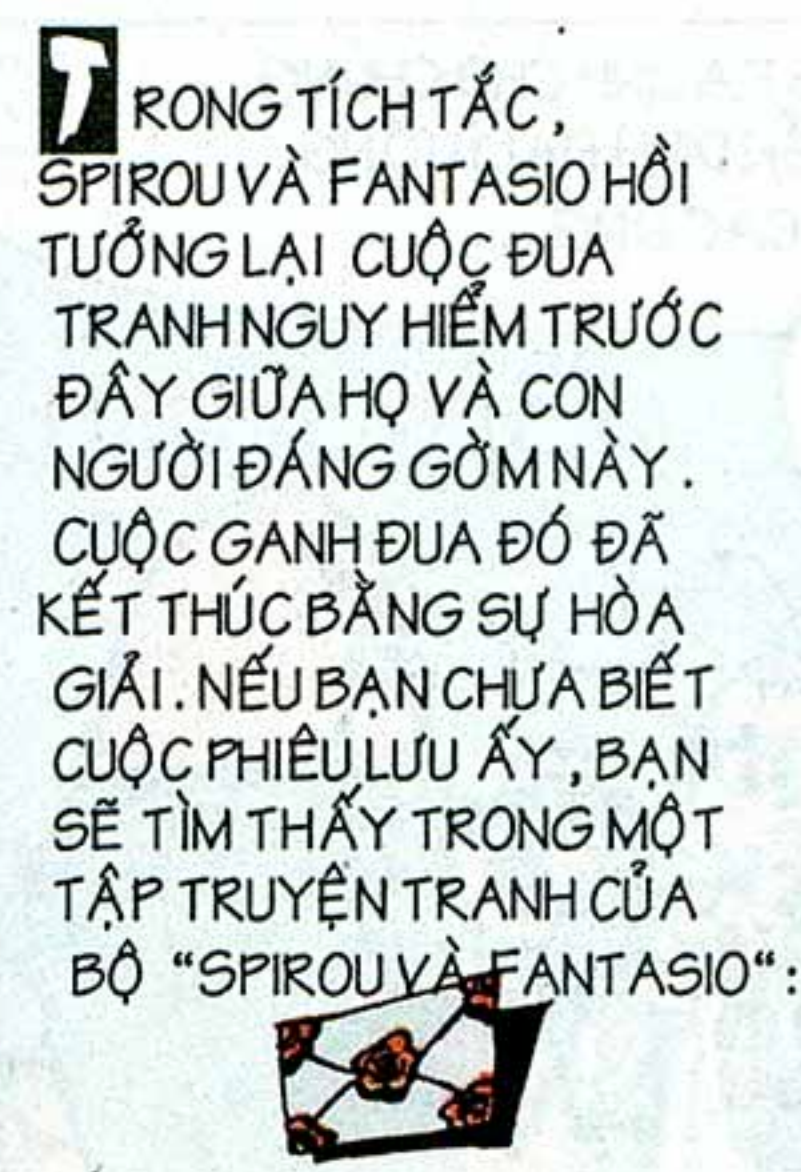 TRONG TÍCH TẮC,
SPIROU VÀ FANTASIO HỒI
TƯỞNG LẠI CUỘC ĐUA
TRANH NGUY HIỂM TRƯỚC
ĐÂY GIỮA HỌ VÀ CON
NGƯỜI ĐÁNG GỜM NÀY.
CUỘC GANH ĐUA ĐÓ ĐÃ
KẾT THÚC BẰNG SỰ HÒA
GIẢI. NẾU BẠN CHƯA BIẾT
CUỘC PHIÊU LƯU ẤY, BẠN
SẼ TÌM THẤY TRONG MỘT
TẬP TRUYỆN TRANH CỦA
BỘ “SPIROU VÀ FANTASIO“: